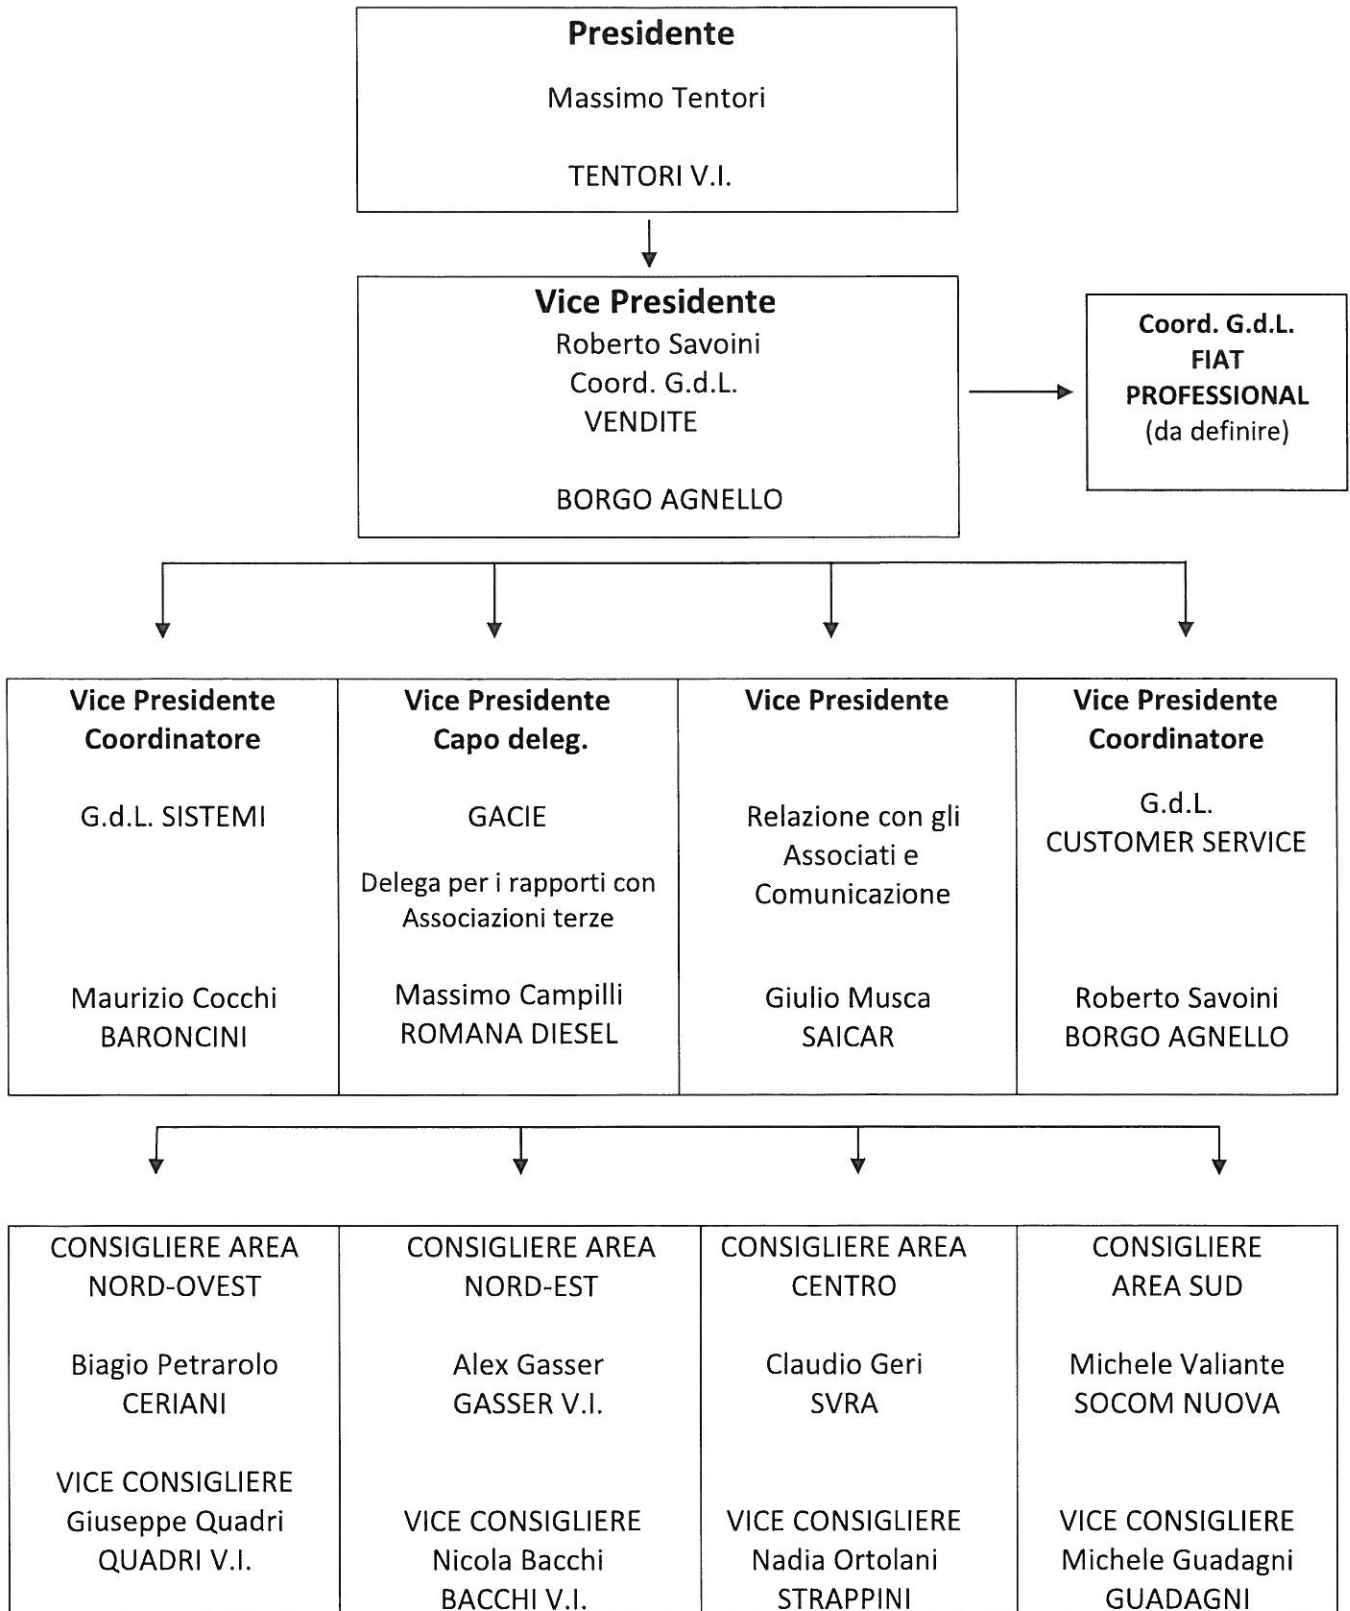 Presidente
Massimo Tentori
TENTORI V.I.
Vice Presidente
Roberto Savoini
Coord. G.d.L.
VENDITE
BORGO AGNELLO
Coord. G.d.L.
FIAT
PROFESSIONAL
(da definire)
Vice Presidente
Coordinatore
G.d.L. SISTEMI
Maurizio Cocchi
BARONCINI
Vice Presidente
Capo deleg.
GACIE
Delega per i rapporti con
Associazioni terze
Massimo Campilli
ROMANA DIESEL
Vice Presidente
Relazione con gli
Associati e
Comunicazione
Giulio Musca
SAICAR
Vice Presidente
Coordinatore
G.d.L.
CUSTOMER SERVICE
Roberto Savoini
BORGO AGNELLO
CONSIGLIERE AREA
NORD-OVEST
Biagio Petrarolo
CERIANI
VICE CONSIGLIERE
Giuseppe Quadri
QUADRI V.I.
CONSIGLIERE AREA
NORD-EST
Alex Gasser
GASSER V.I.
VICE CONSIGLIERE
Nicola Bacchi
BACCHI V.I.
CONSIGLIERE AREA
CENTRO
Claudio Geri
SVRA
VICE CONSIGLIERE
Nadia Ortolani
STRAPPINI
CONSIGLIERE
AREA SUD
Michele Valiante
SOCOM NUOVA
VICE CONSIGLIERE
Michele Guadagni
GUADAGNI